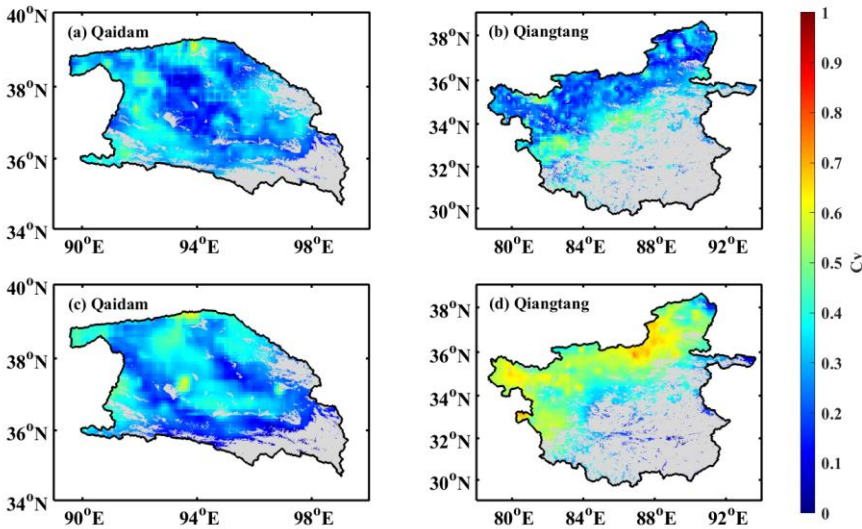 (a) Qaidam
40°N
38°N
36°N
34°N
90°E 94°E 98°E
(b) Qiangtang
38°N
36°N
34°N
32°N
30°N
80°E 84°E 88°E 92°E
(c) Qaidam
40°N
38°N
36°N
34°N
90°E 94°E 98°E
(d) Qiangtang
38°N
36°N
34°N
32°N
30°N
80°E 84°E 88°E 92°E
1
0.9
0.8
0.7
0.6
0.5
0.4
0.3
0.2
0.1
0
Cv